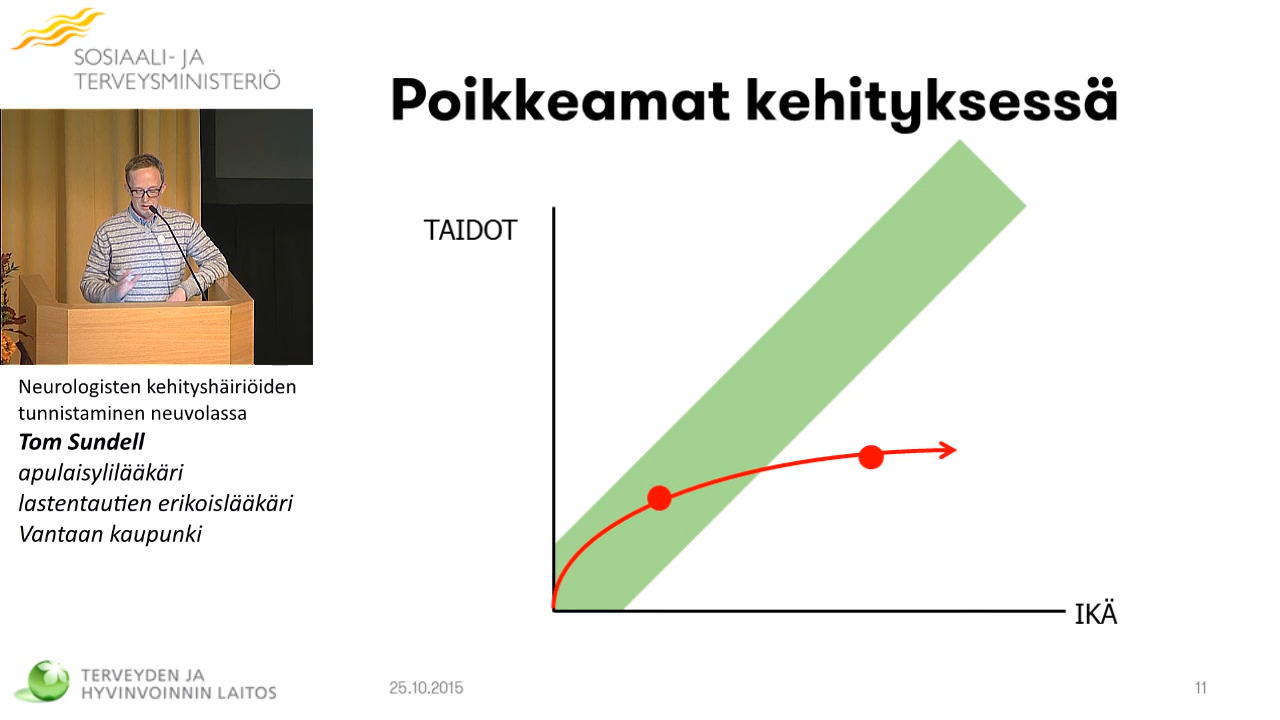 SOSIAALI- JA
TERVEYSMINISTERIÖ
Poikkeamat kehityksessä
TAIDOT
IKÄ
Neurologisten kehityshäiriöiden
tunnistaminen neuvolassa
Tom Sundell
apulaisylilääkäri
lastentautien erikoislääkäri
Vantaan kaupunki
TERVEYDEN JA
HYVINVOINNIN LAITOS
25.10.2015
11